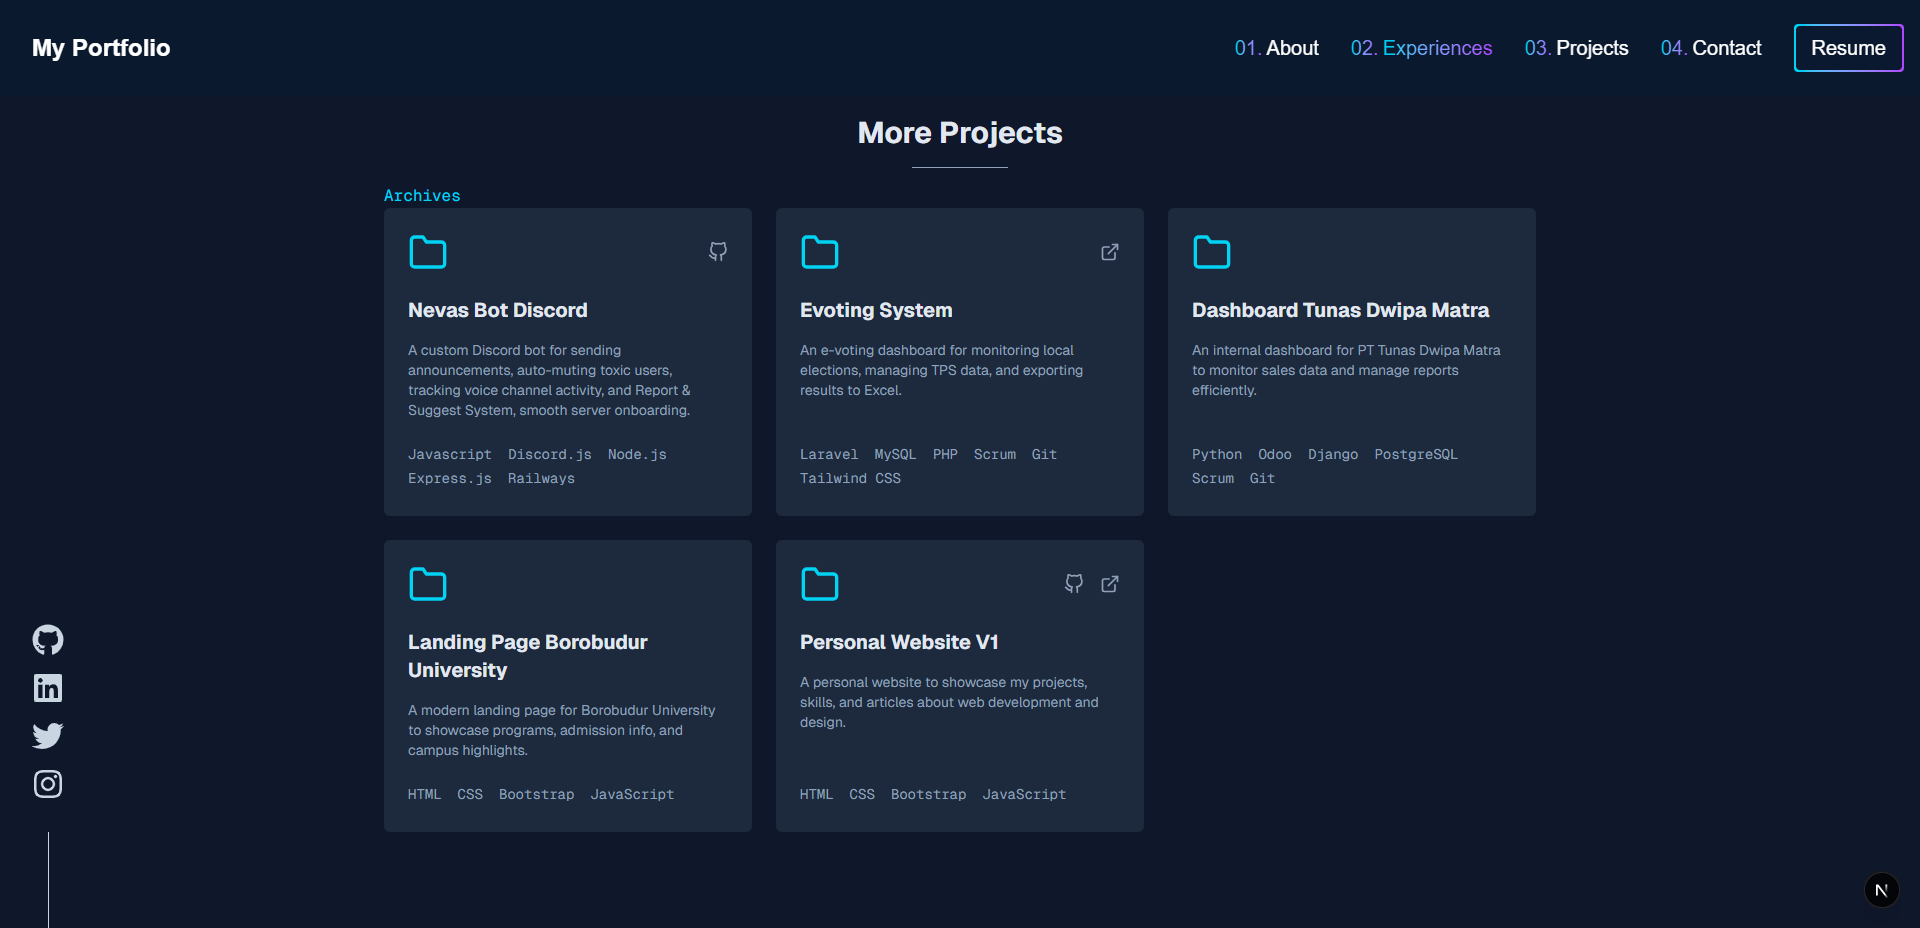 My Portfolio
01. About
02. Experiences
03. Projects
04. Contact
Resume
More Projects
Archives
Nevas Bot Discord
A custom Discord bot for sending
announcements, auto-muting toxic users,
tracking voice channel activity, and Report &
Suggest System, smooth server onboarding.
Javascript Discord.js Node.js
Express.js Railways
Evoting System
An e-voting dashboard for monitoring local
elections, managing TPS data, and exporting
results to Excel.
Laravel MySQL PHP Scrum Git
Tailwind CSS
Dashboard Tunas Dwipa Matra
An internal dashboard for PT Tunas Dwipa Matra
to monitor sales data and manage reports
efficiently.
Python Odoo Django PostgreSQL
Scrum Git
Landing Page Borobudur
University
A modern landing page for Borobudur University
to showcase programs, admission info, and
campus highlights.
HTML CSS Bootstrap JavaScript
Personal Website V1
A personal website to showcase my projects,
skills, and articles about web development and
design.
HTML CSS Bootstrap JavaScript
in
N